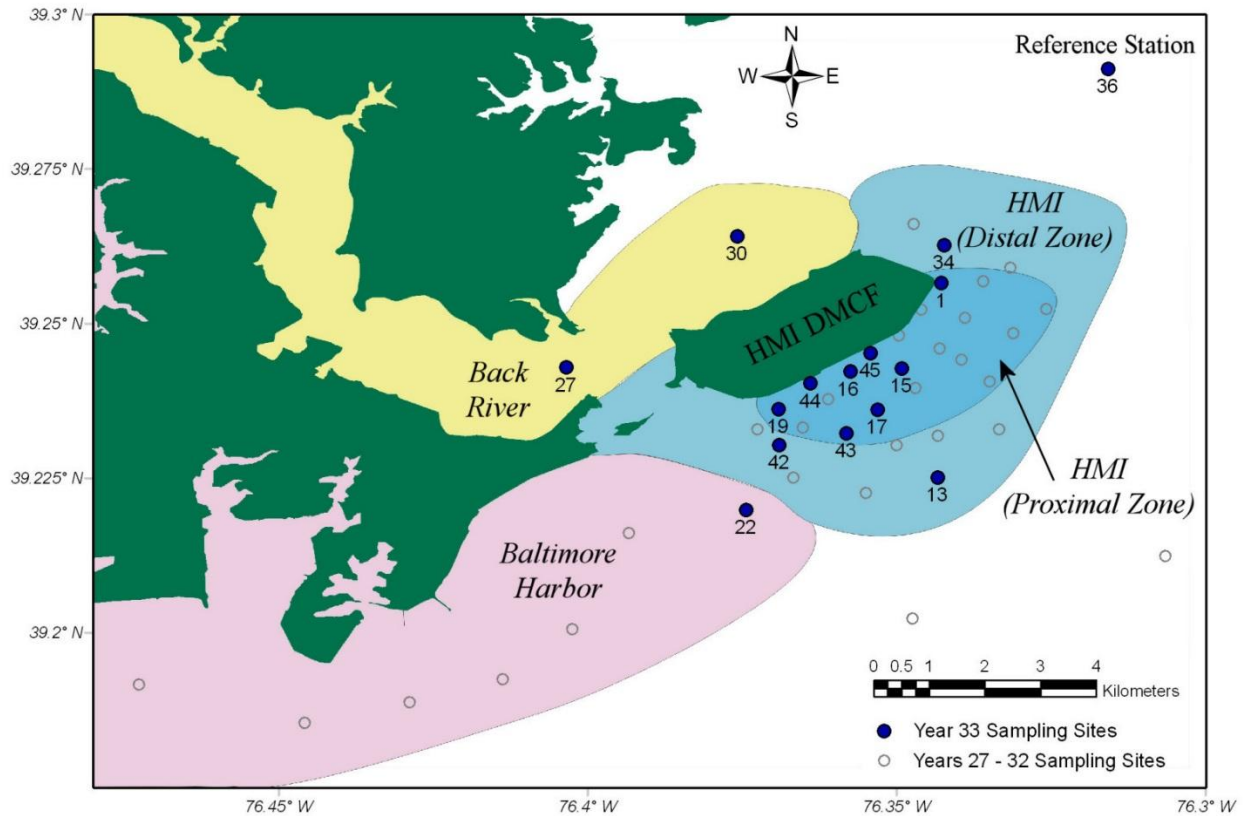 39.3° N
39.275° N
39.25° N
39.225° N
39.2° N
76.45° W
76.4° W
76.35° W
76.3° W
N
W
E
S
Reference Station
36
HMI
(Distal Zone)
34
1
30
HMI DMCF
27
Back
River
45
15
16
44
19
17
43
42
13
22
HMI
(Proximal Zone)
Baltimore
Harbor
0 0.5 1 2 3 4
Kilometers
Year 33 Sampling Sites
Years 27 - 32 Sampling Sites